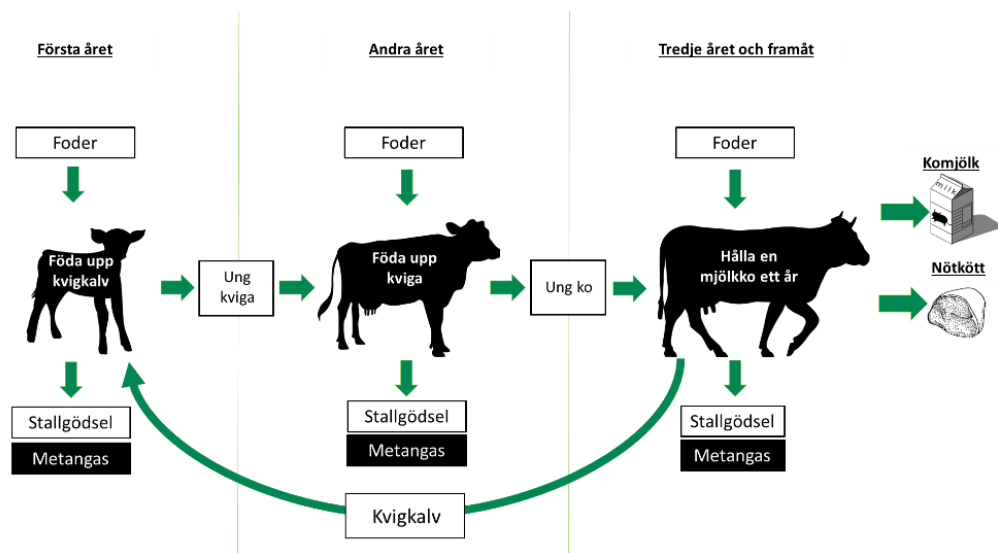 Första året
Andra året
Tredje året och framåt
Foder
Foder
Foder
Komjölk
milk
Föda upp
kvigkalv
Ung
kviga
Föda upp
kviga
Ung ko
Hålla en
mjölkko ett år
Nötkött
Stallgödsel
Metangas
Stallgödsel
Metangas
Stallgödsel
Metangas
Kvigkalv